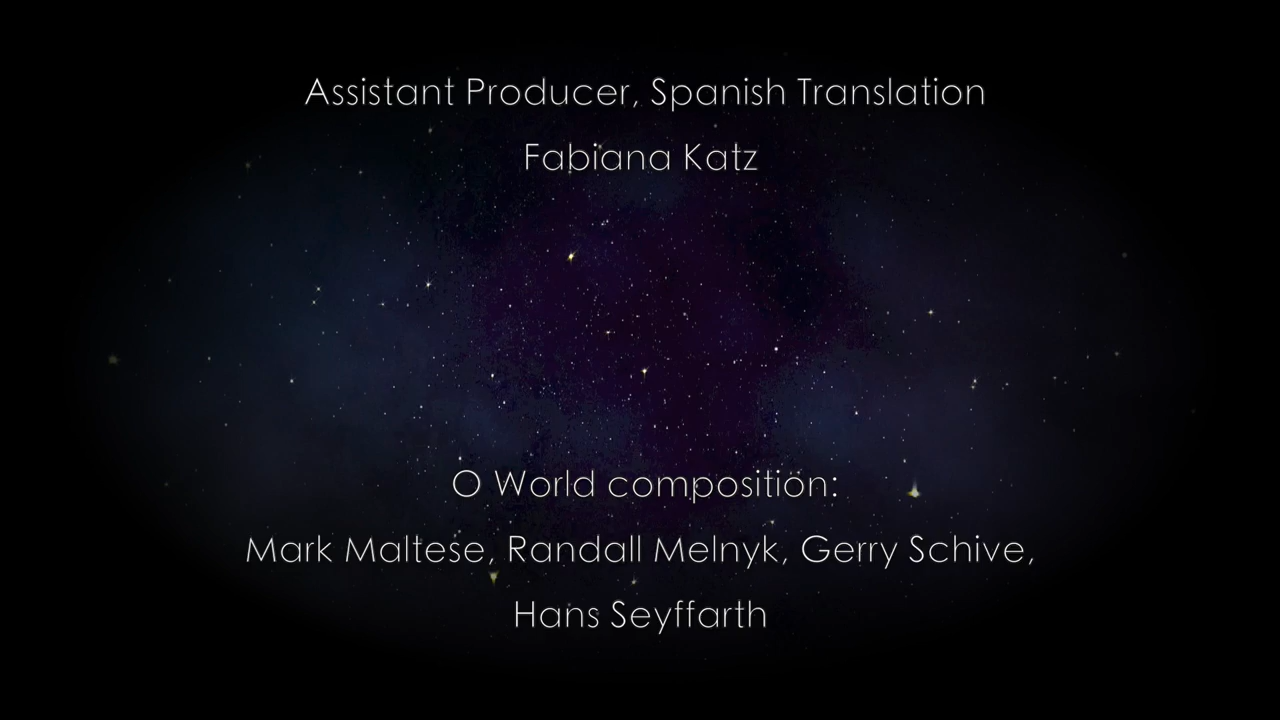 Assistant Producer, Spanish Translation
Fabiana Katz
O World composition:
Mark Maltese, Randall Melnyk, Gerry Schive,
Hans Seyffarth